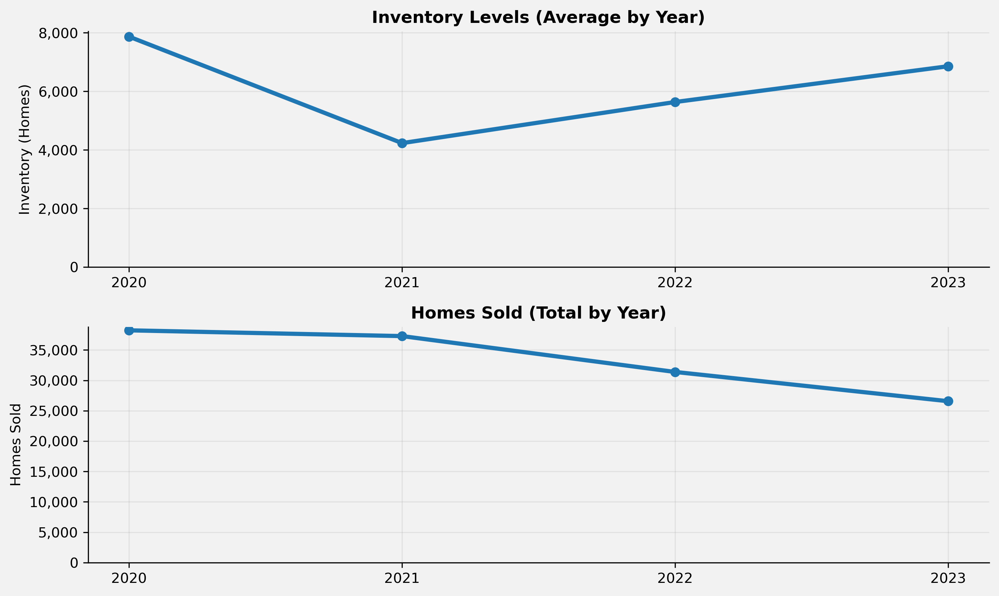 Inventory Levels (Average by Year)
Inventory (Homes)
8,000
6,000
4,000
2,000
0
2020 2021 2022 2023
Homes Sold (Total by Year)
Homes Sold
35,000
30,000
25,000
20,000
15,000
10,000
5,000
0
2020 2021 2022 2023